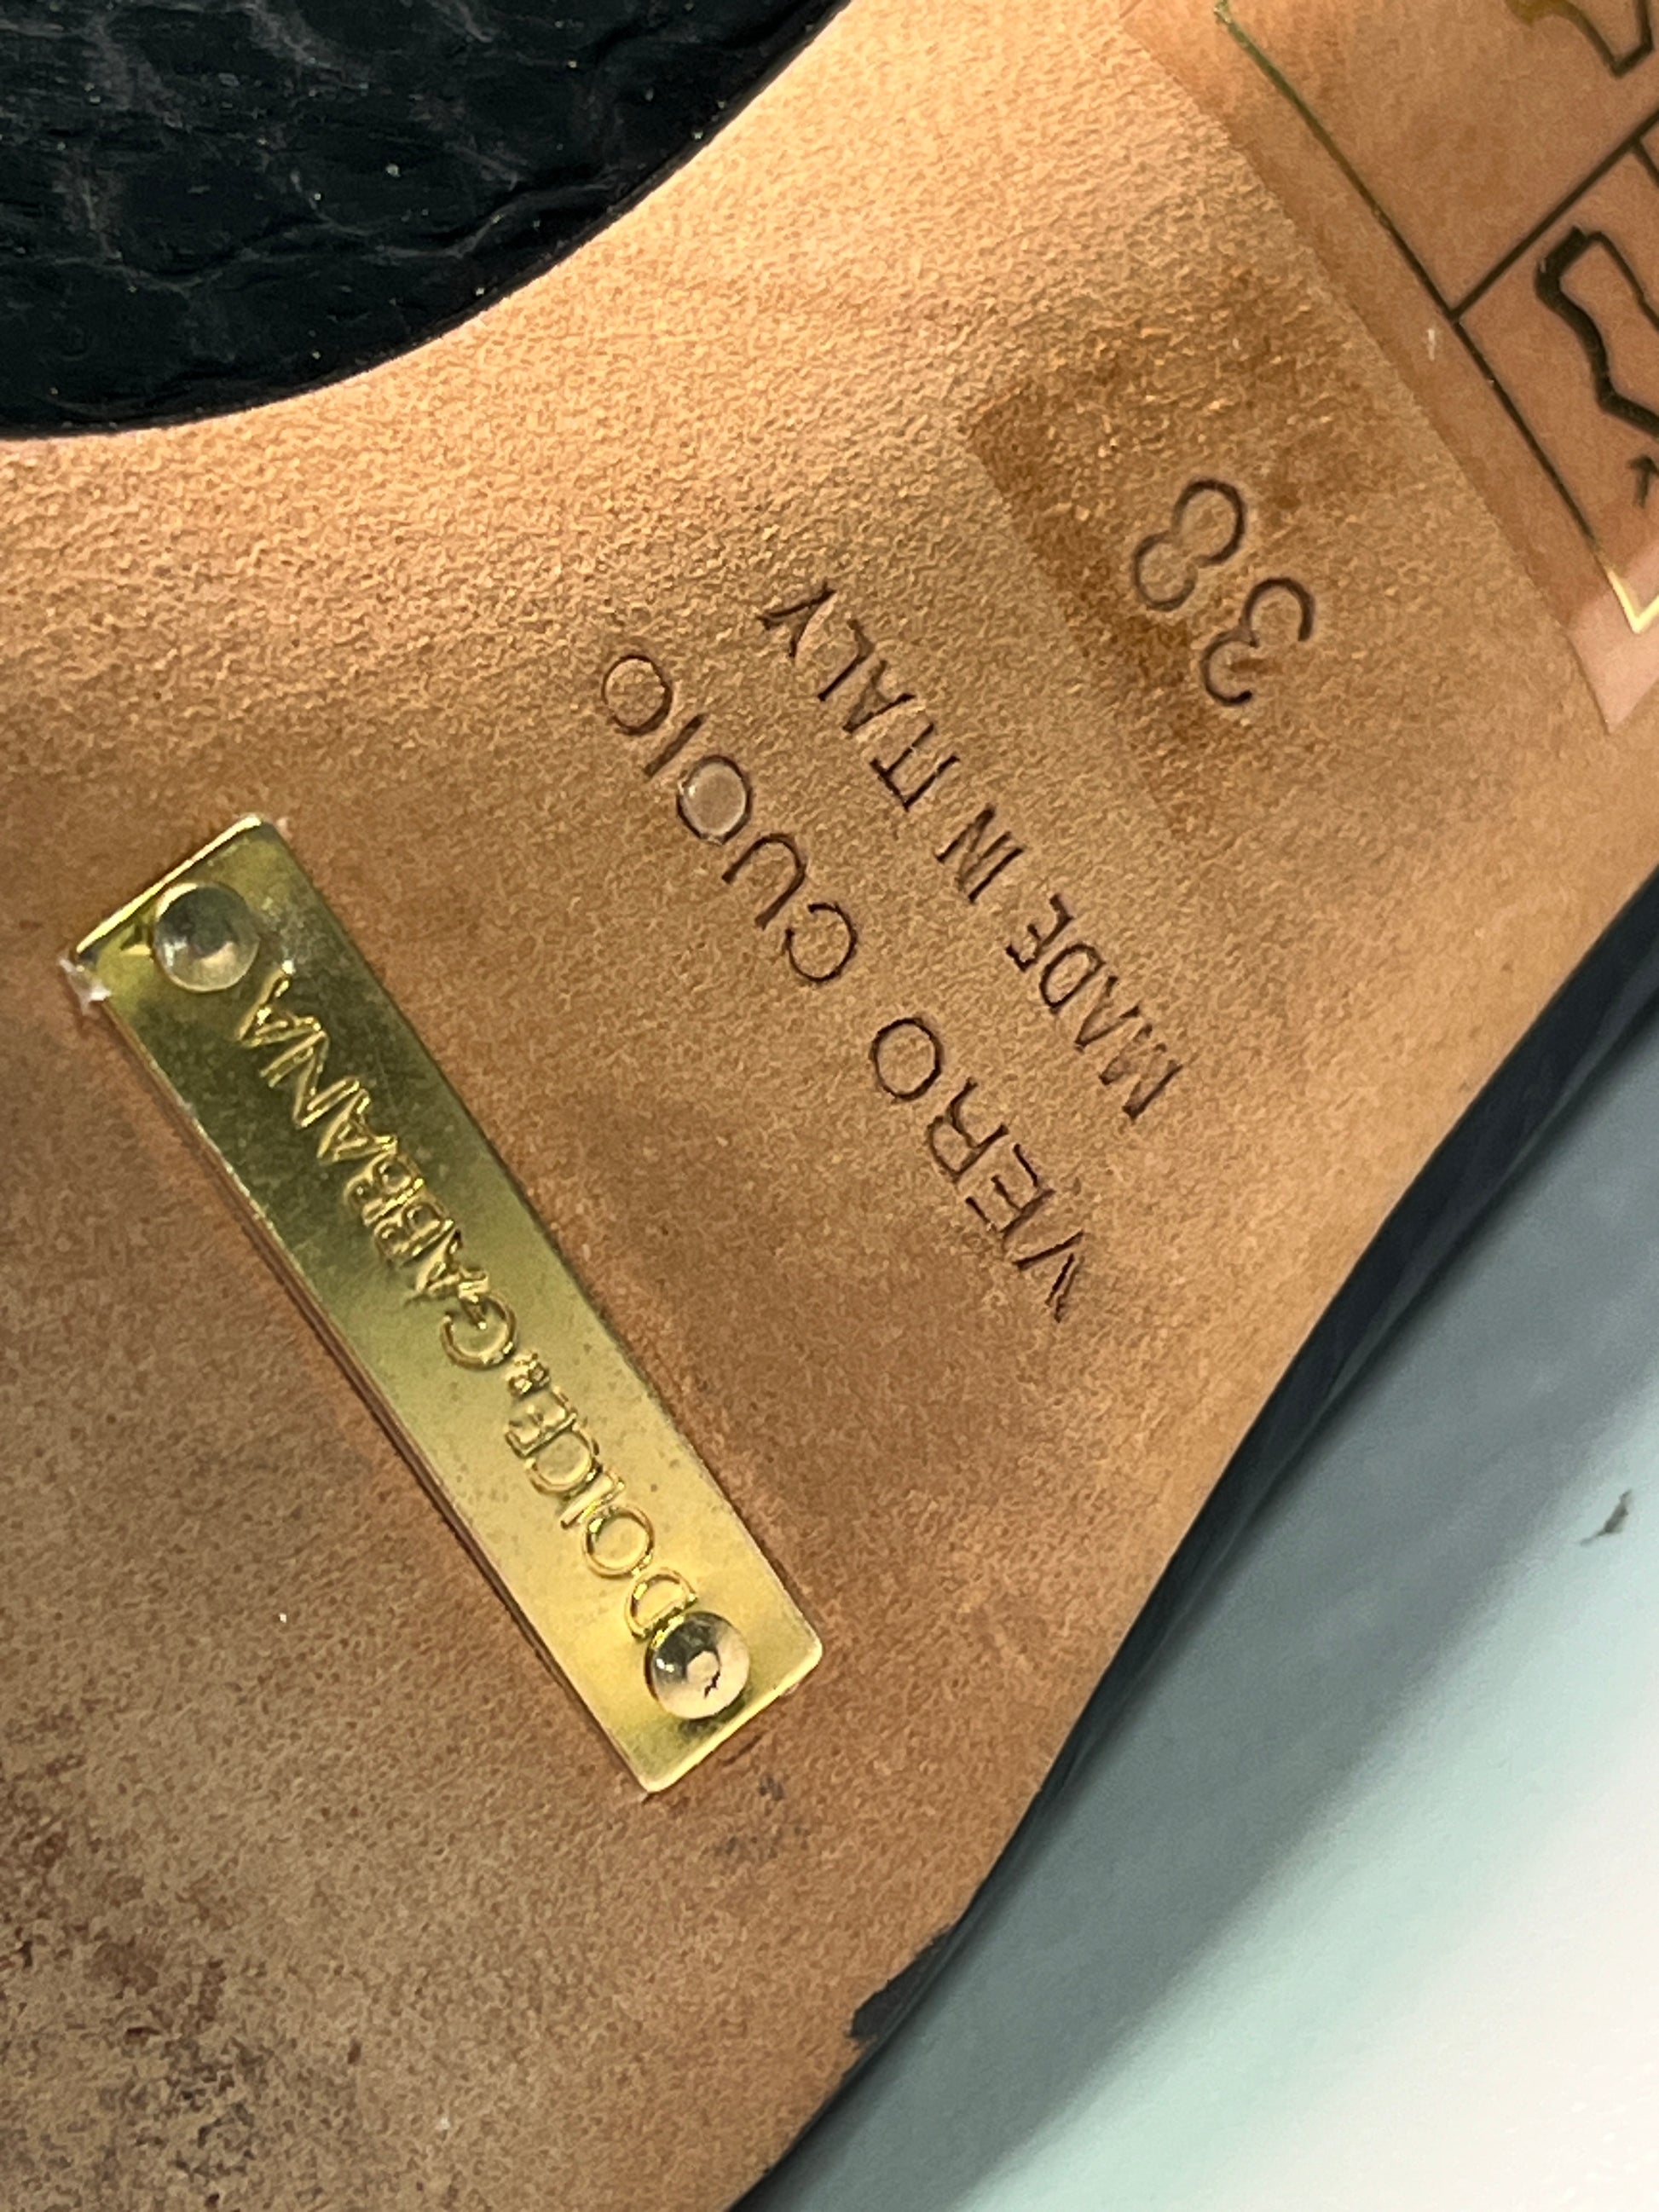 DOLCE & GABBANA
VERO CUOIO
MADE IN ITALY
38